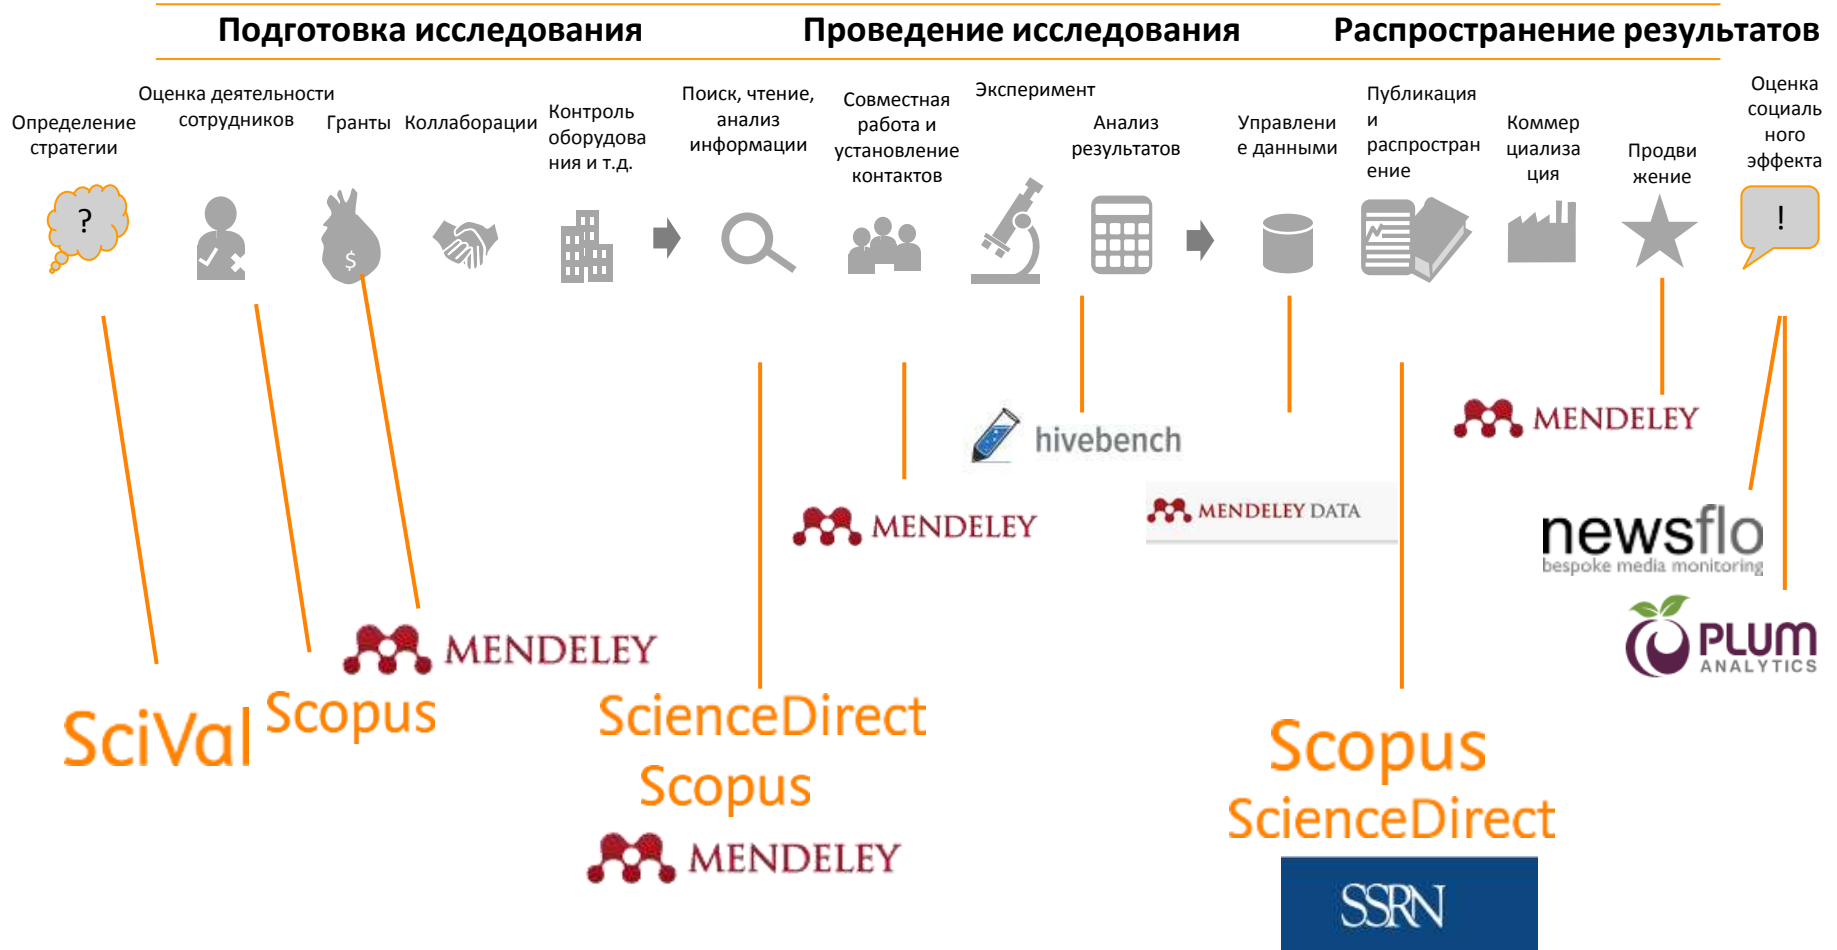 Подготовка исследования
Проведение исследования
Распространение результатов
Определение
стратегии
Оценка деятельности
сотрудников
Гранты
Коллаборации
Контроль
оборудова
ния и т.д.
Поиск, чтение,
анализ
информации
Совместная
работа и
установление
контактов
Эксперимент
Анализ
результатов
Управлени
е данными
Публикация
и
распростран
ение
Коммер
циализа
ция
Продви
жение
Оценка
социаль
ного
эффекта
?
$
!
MENDELEY
hivebench
MENDELEY
MENDELEY DATA
newsflo
bespoke media monitoring
PLUM
ANALYTICS
MENDELEY
SciVal
Scopus
ScienceDirect
Scopus
MENDELEY
Scopus
ScienceDirect
SSRN